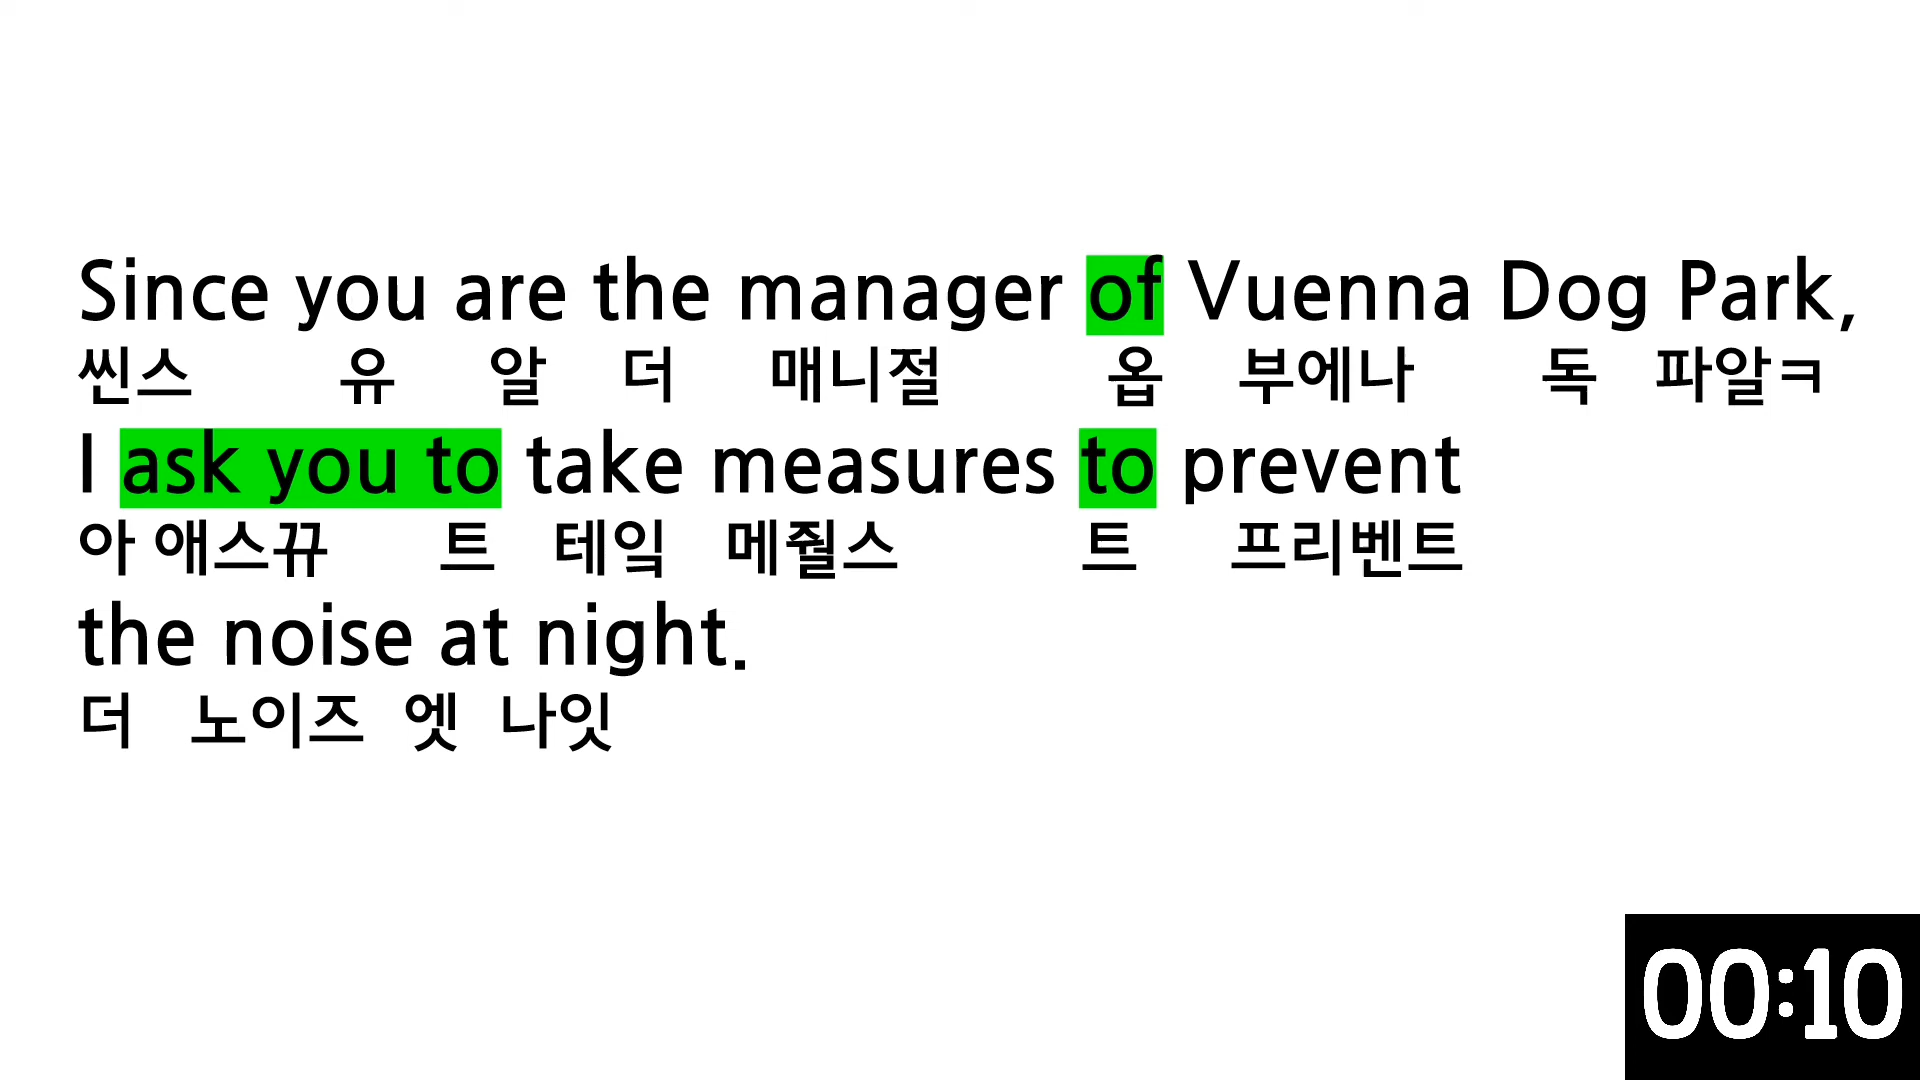 Since you are the manager of Vuenna Dog Park,
씬스 유 알 더 매니절 옵 부에나 독 파알ㅋ
I ask you to take measures to prevent
아 애스뀨 트 테잌 메줠스 트 프리벤트
the noise at night.
더 노이즈 엣 나잇
00:10